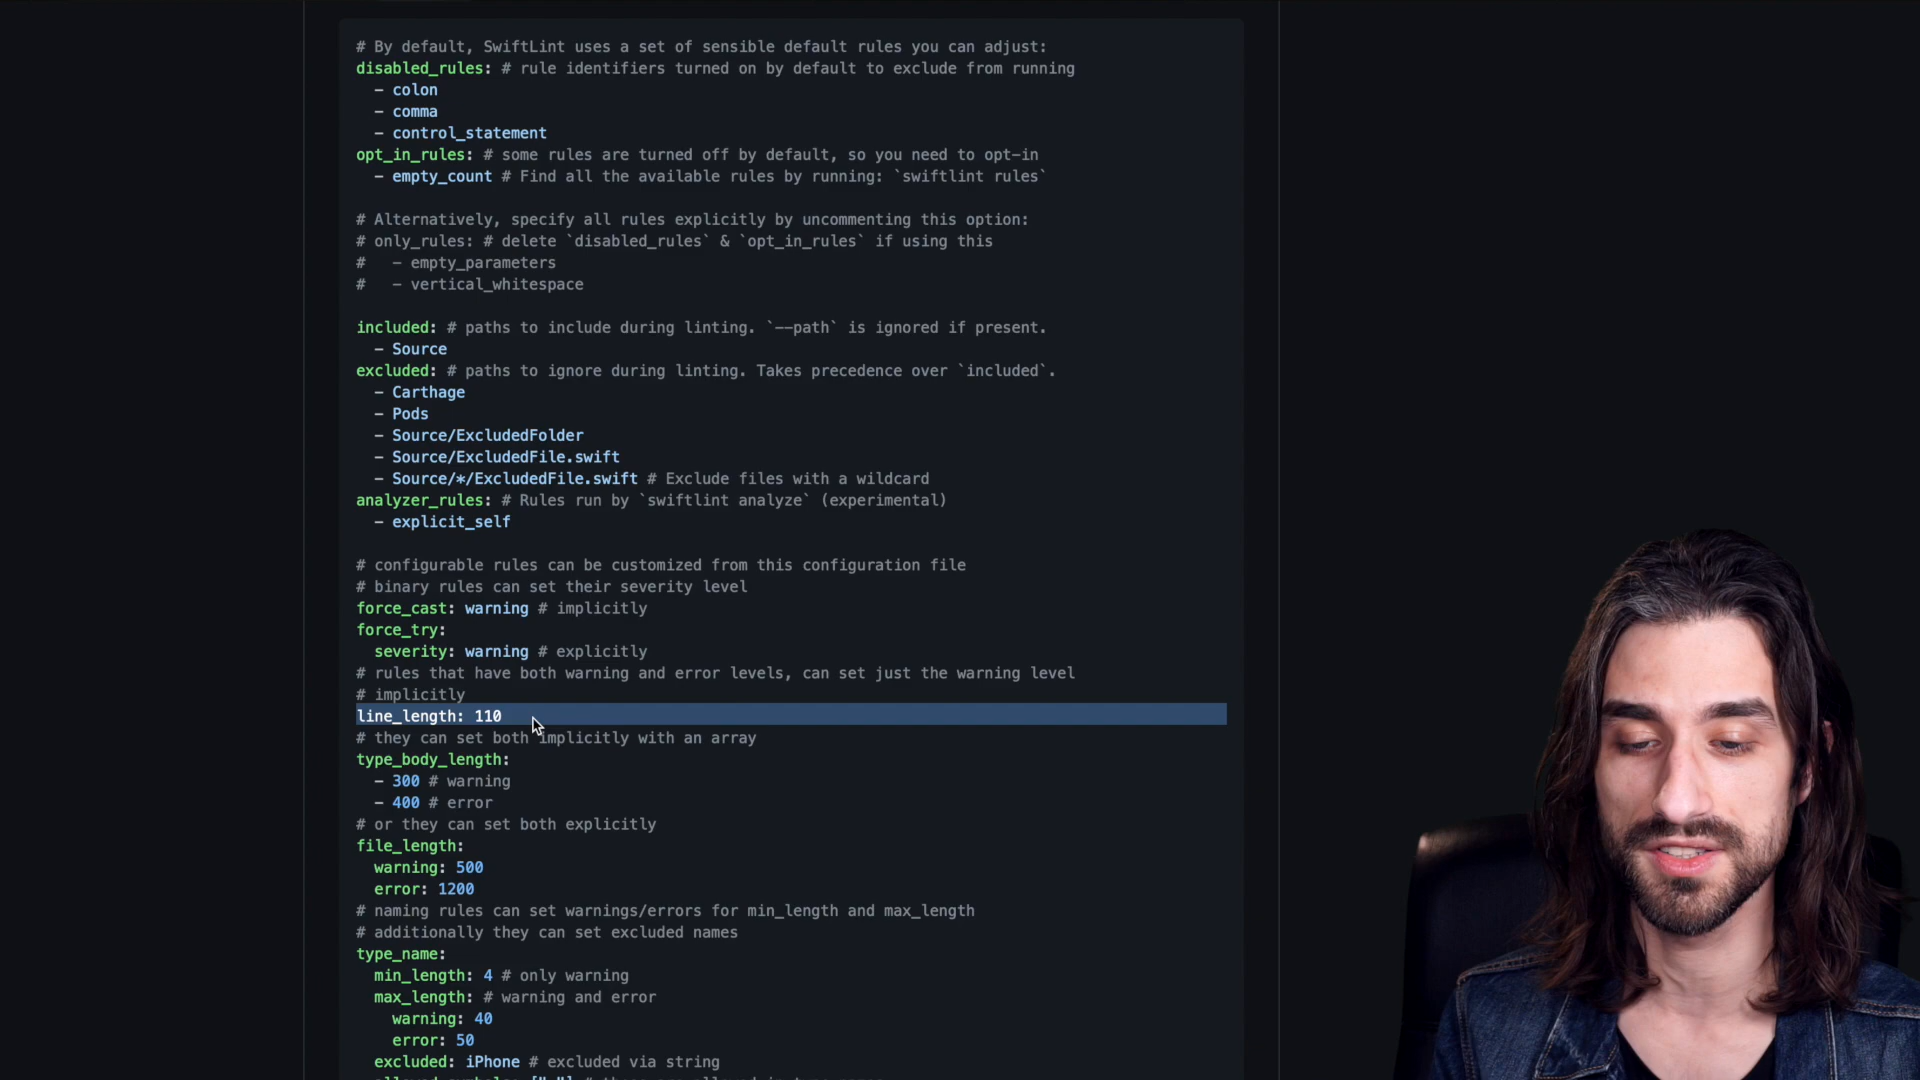 # By default, SwiftLint uses a set of sensible default rules you can adjust:
disabled_rules: # rule identifiers turned on by default to exclude from running
  - colon
  - comma
  - control_statement
opt_in_rules: # some rules are turned off by default, so you need to opt-in
  - empty_count # Find all the available rules by running: `swiftlint rules`
# Alternatively, specify all rules explicitly by uncommenting this option:
# only_rules: # delete `disabled_rules` & `opt_in_rules` if using this
#   - empty_parameters
#   - vertical_whitespace
included: # paths to include during linting. `--path` is ignored if present.
  - Source
excluded: # paths to ignore during linting. Takes precedence over `included`.
  - Carthage
  - Pods
  - Source/ExcludedFolder
  - Source/ExcludedFile.swift
  - Source/*/ExcludedFile.swift # Exclude files with a wildcard
analyzer_rules: # Rules run by `swiftlint analyze` (experimental)
  - explicit_self
# configurable rules can be customized from this configuration file
# binary rules can set their severity level
force_cast: warning # implicitly
force_try:
  severity: warning # explicitly
# rules that have both warning and error levels, can set just the warning level
# implicitly
line_length: 110
# they can set both implicitly with an array
type_body_length:
  - 300 # warning
  - 400 # error
# or they can set both explicitly
file_length:
  warning: 500
  error: 1200
# naming rules can set warnings/errors for min_length and max_length
# additionally they can set excluded names
type_name:
  min_length: 4 # only warning
  max_length: # warning and error
    warning: 40
    error: 50
  excluded: iPhone # excluded via string